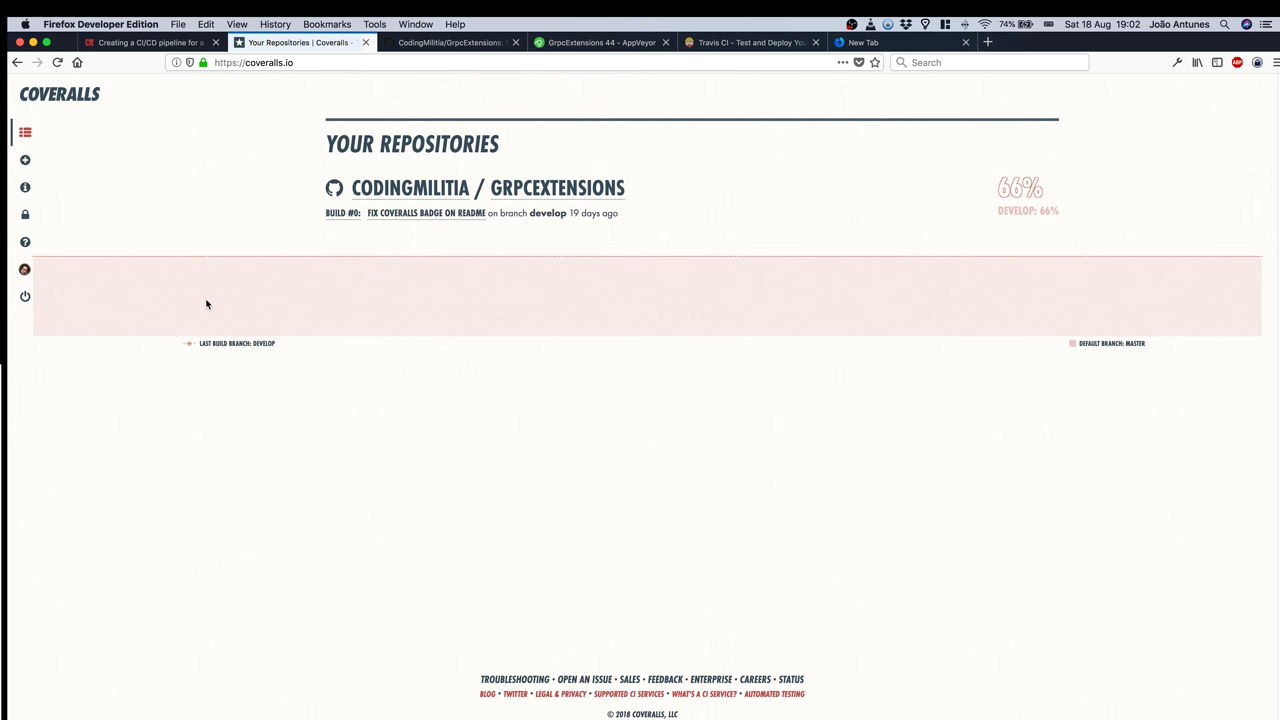 Firefox Developer Edition File Edit View History Bookmarks Tools Window Help 74% Sat 18 Aug 19:02 João Antunes
Creating a CI/CD pipeline for a Your Repositories | Coveralls - CodingMilitia/GrpcExtensions: GrpcExtensions 44 - AppVeyor Travis CI - Test and Deploy You New Tab
https://coveralls.io Search
COVERALLS
YOUR REPOSITORIES
CODINGMILITIA / GRPCEXTENSIONS 66%
BUILD #0: FIX COVERALLS BADGE ON README on branch develop 19 days ago DEVELOP: 66%
LAST BUILD BRANCH: DEVELOP DEFAULT BRANCH: MASTER
TROUBLESHOOTING • OPEN AN ISSUE • SALES • FEEDBACK • ENTERPRISE • CAREERS • STATUS
BLOG • TWITTER • LEGAL & PRIVACY • SUPPORTED CI SERVICES • WHAT'S A CI SERVICE? • AUTOMATED TESTING
© 2018 COVERALLS, LLC